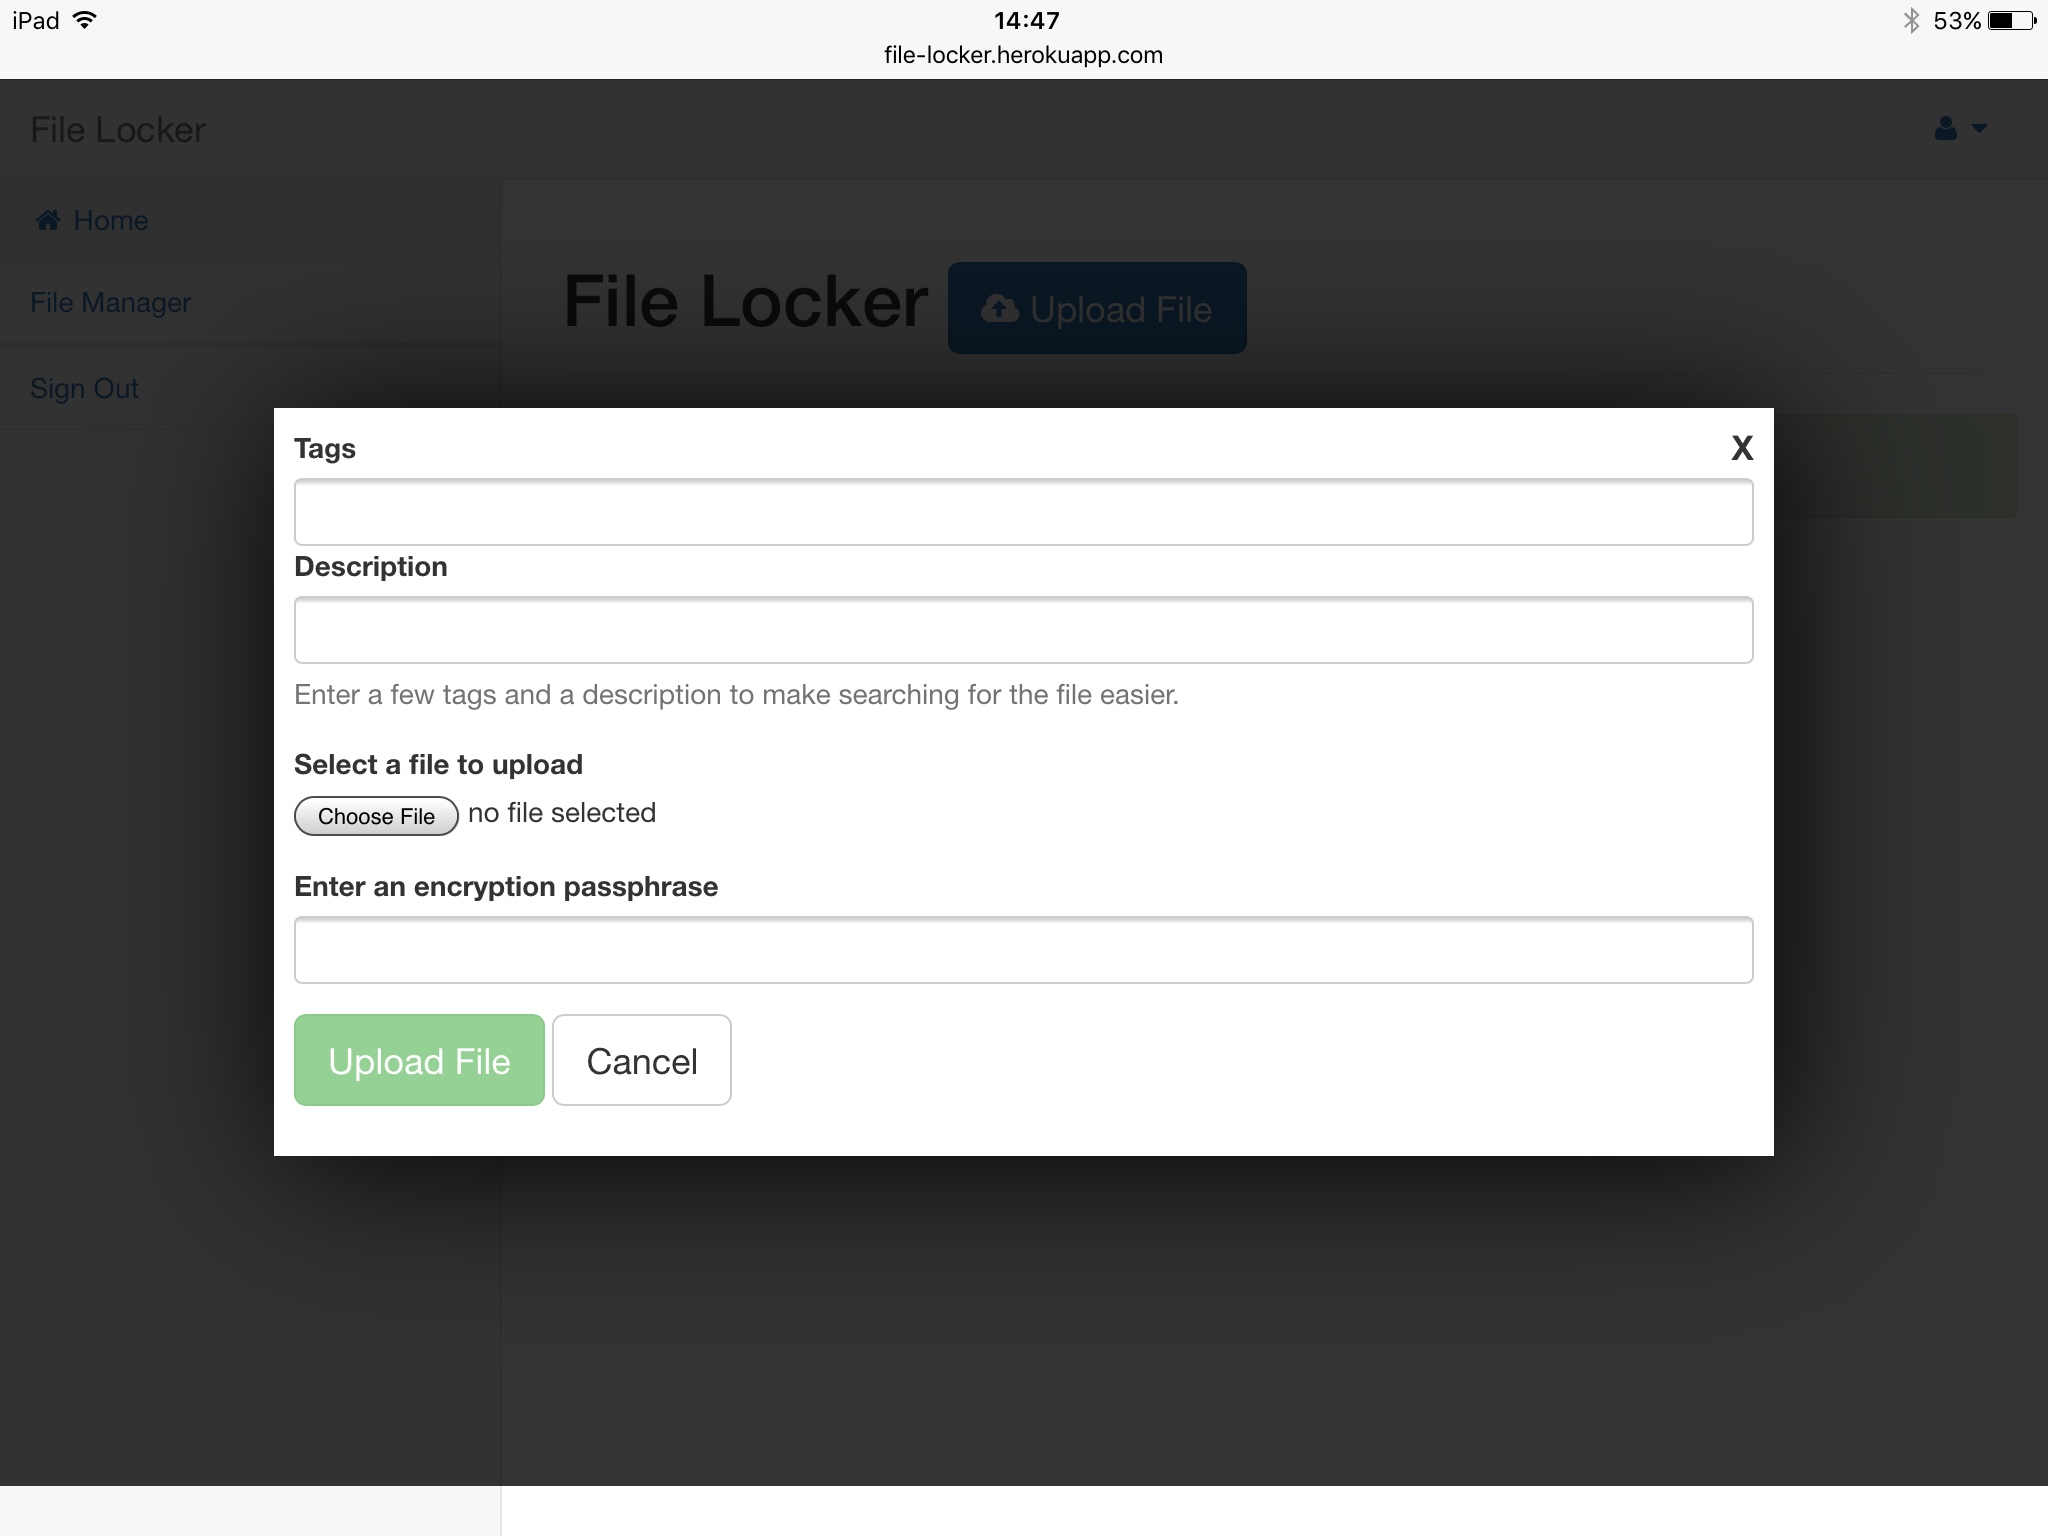 iPad 14:47 53%
file-locker.herokuapp.com
File Locker
Home
File Manager
Sign Out
File Locker Upload File
Tags X
Description
Enter a few tags and a description to make searching for the file easier.
Select a file to upload
Choose File no file selected
Enter an encryption passphrase
Upload File Cancel